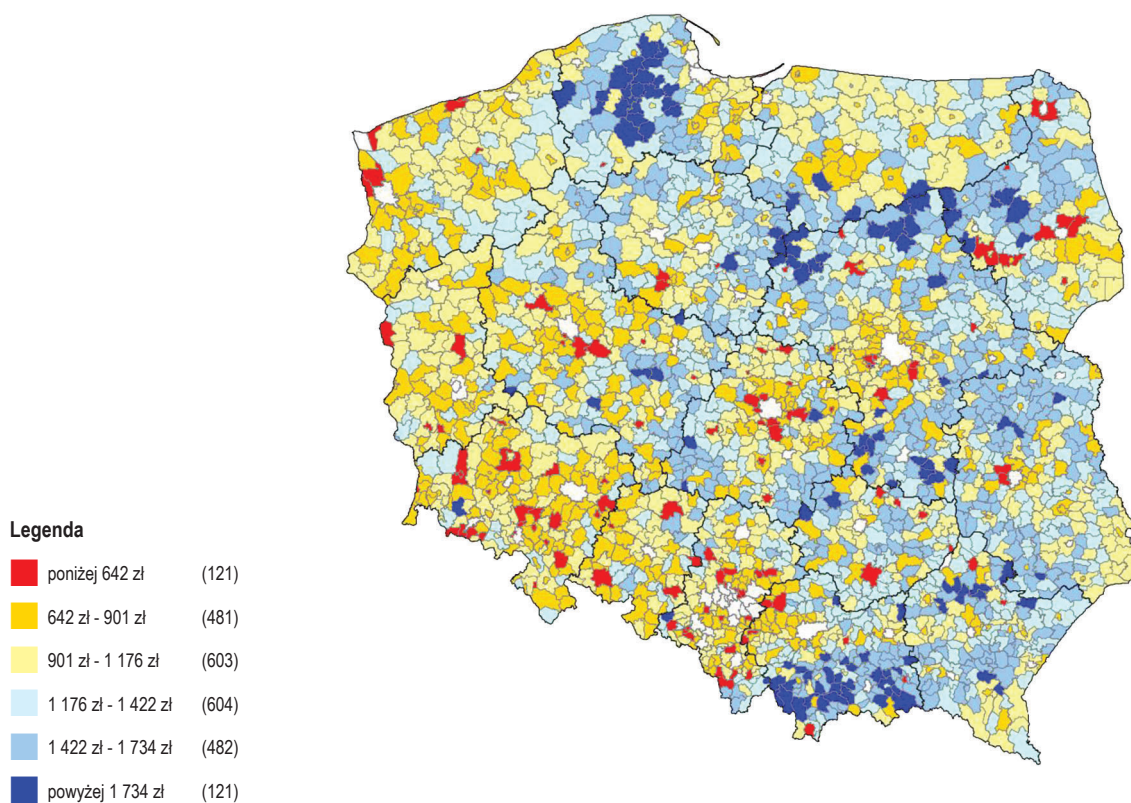 Legenda
poniżej 642 zł (121)
642 zł - 901 zł (481)
901 zł - 1 176 zł (603)
1 176 zł - 1 422 zł (604)
1 422 zł - 1 734 zł (482)
powyżej 1 734 zł (121)